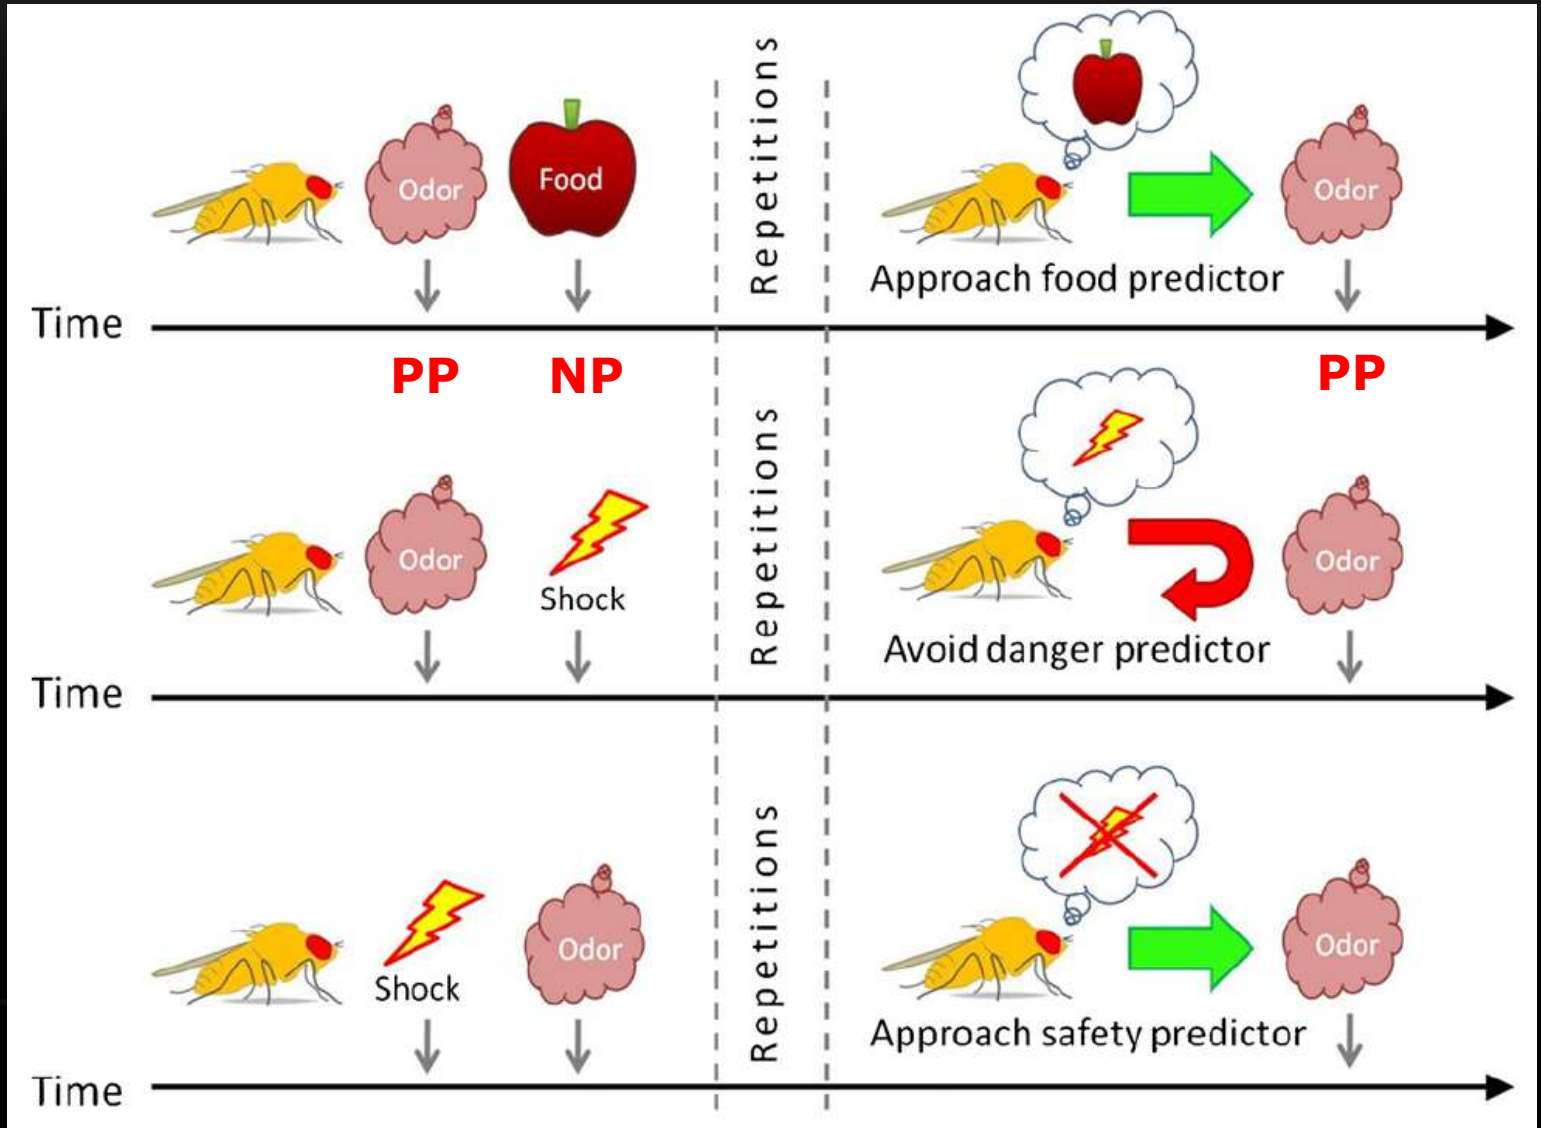 Odor
Food
Repetitions
Odor
Approach food predictor
Time
PP NP PP
Odor
Shock
Repetitions
Odor
Avoid danger predictor
Time
Shock
Odor
Repetitions
Odor
Approach safety predictor
Time